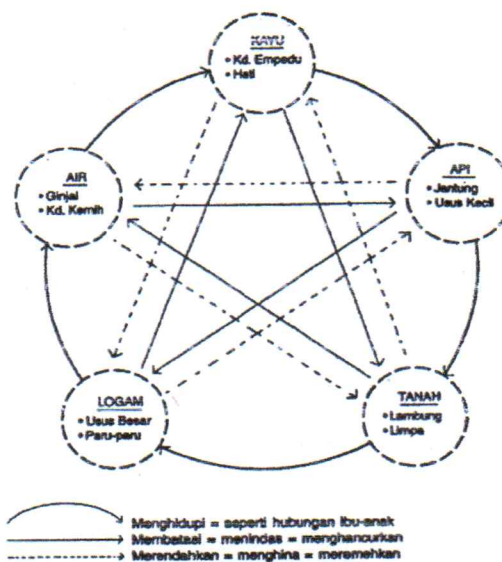 KAYU
• Kd. Empedu
• Hati
AIR
• Ginjal
• Kd. Kemih
API
• Jantung
• Usus Kecil
LOGAM
• Usus Besar
• Paru-paru
TANAH
• Lambung
• Limpa
Menghidupi = seperti hubungan Ibu-anak
Membatasi = menindas = menghancurkan
Merendahkan = menghina = meremehkan